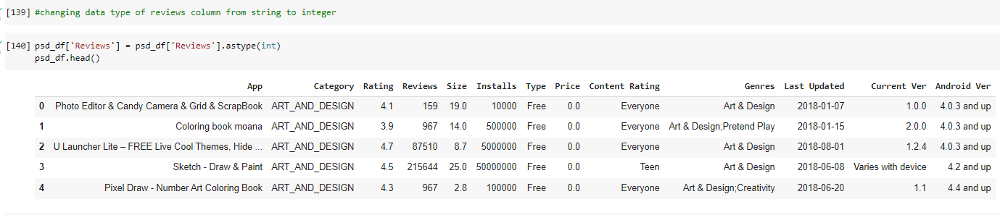 [139] #changing data type of reviews column from string to integer
[140] psd_df['Reviews'] = psd_df['Reviews'].astype(int)
psd_df.head()
App Category Rating Reviews Size Installs Type Price Content Rating Genres Last Updated Current Ver Android Ver
0 Photo Editor & Candy Camera & Grid & ScrapBook ART_AND_DESIGN 4.1 159 19.0 10000 Free 0.0 Everyone Art & Design 2018-01-07 1.0.0 4.0.3 and up
1 Coloring book moana ART_AND_DESIGN 3.9 967 14.0 500000 Free 0.0 Everyone Art & Design;Pretend Play 2018-01-15 2.0.0 4.0.3 and up
2 U Launcher Lite – FREE Live Cool Themes, Hide ... ART_AND_DESIGN 4.7 87510 8.7 5000000 Free 0.0 Everyone Art & Design 2018-08-01 1.2.4 4.0.3 and up
3 Sketch - Draw & Paint ART_AND_DESIGN 4.5 215644 25.0 50000000 Free 0.0 Teen Art & Design 2018-06-08 Varies with device 4.2 and up
4 Pixel Draw - Number Art Coloring Book ART_AND_DESIGN 4.3 967 2.8 100000 Free 0.0 Everyone Art & Design;Creativity 2018-06-20 1.1 4.4 and up